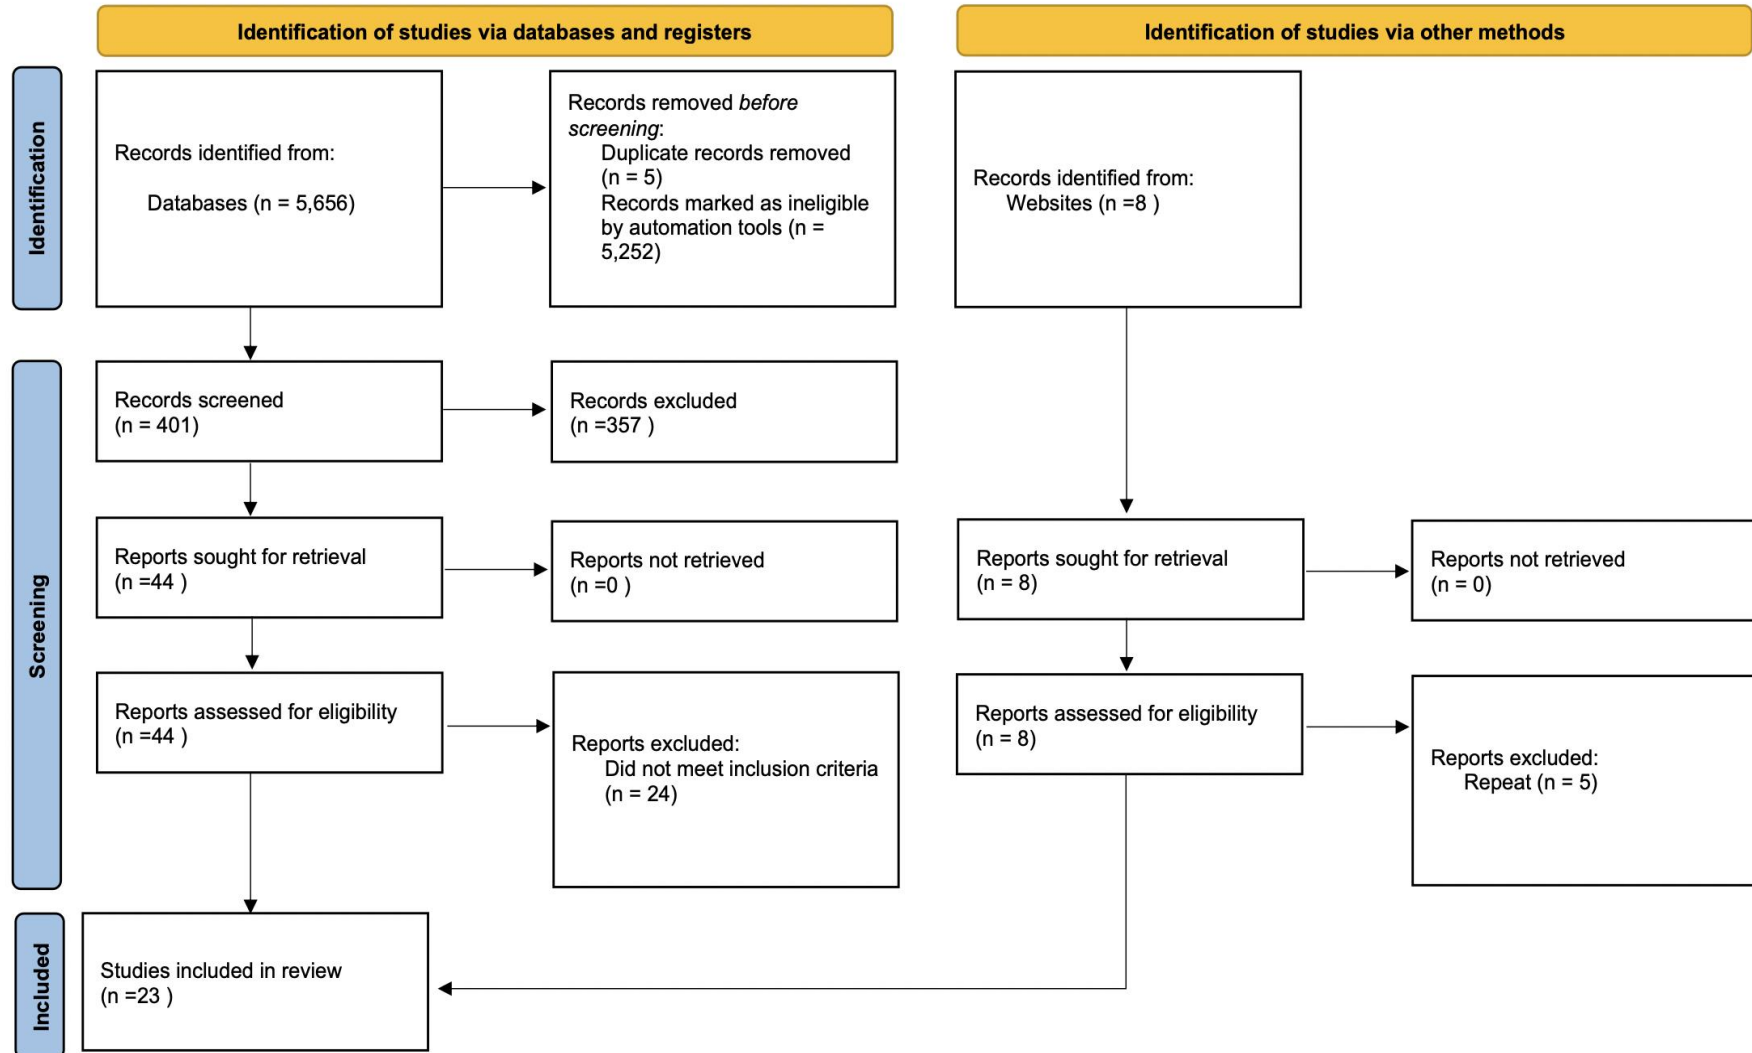 Identification of studies via databases and registers
Identification of studies via other methods
Identification
Records identified from:
Databases (n = 5,656)
Records removed before
screening:
Duplicate records removed
(n = 5)
Records marked as ineligible
by automation tools (n =
5,252)
Records identified from:
Websites (n =8 )
Screening
Records screened
(n = 401)
Records excluded
(n =357 )
Reports sought for retrieval
(n =44 )
Reports not retrieved
(n =0 )
Reports sought for retrieval
(n = 8)
Reports not retrieved
(n = 0)
Reports assessed for eligibility
(n =44 )
Reports excluded:
Did not meet inclusion criteria
(n = 24)
Reports assessed for eligibility
(n = 8)
Reports excluded:
Repeat (n = 5)
Included
Studies included in review
(n =23 )